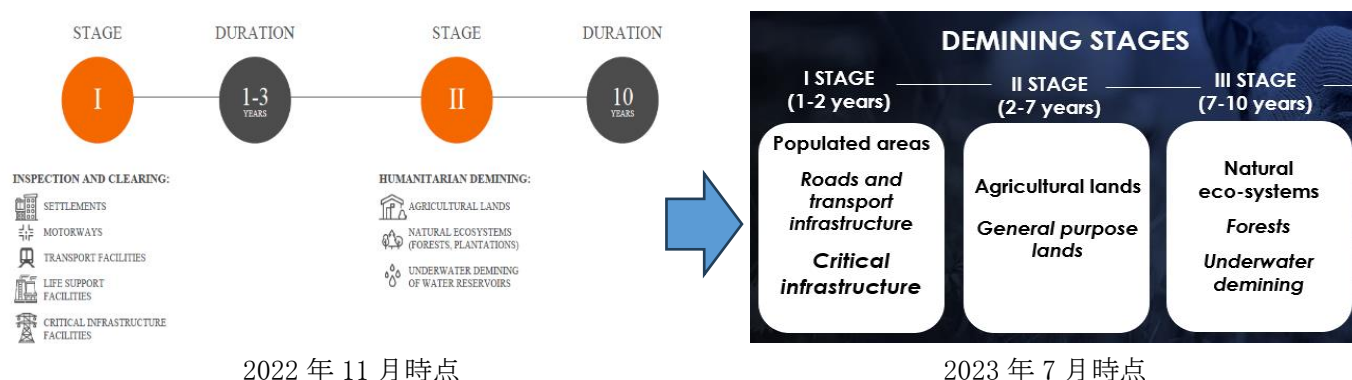 STAGE
DURATION
STAGE
DURATION
I
1-3
YEARS
II
10
YEARS
INSPECTION AND CLEARING:
SETTLEMENTS
MOTORWAYS
TRANSPORT FACILITIES
LIFE SUPPORT
FACILITIES
CRITICAL INFRASTRUCTURE
FACILITIES
HUMANITARIAN DEMINING:
AGRICULTURAL LANDS
NATURAL ECOSYSTEMS
(FORESTS, PLANTATIONS)
UNDERWATER DEMINING
OF WATER RESERVOIRS
2022 年 11 月時点
DEMINING STAGES
I STAGE
(1-2 years)
Populated areas
Roads and
transport
infrastructure
Critical
infrastructure
II STAGE
(2-7 years)
Agricultural lands
General purpose
lands
III STAGE
(7-10 years)
Natural
eco-systems
Forests
Underwater
demining
2023 年 7 月時点